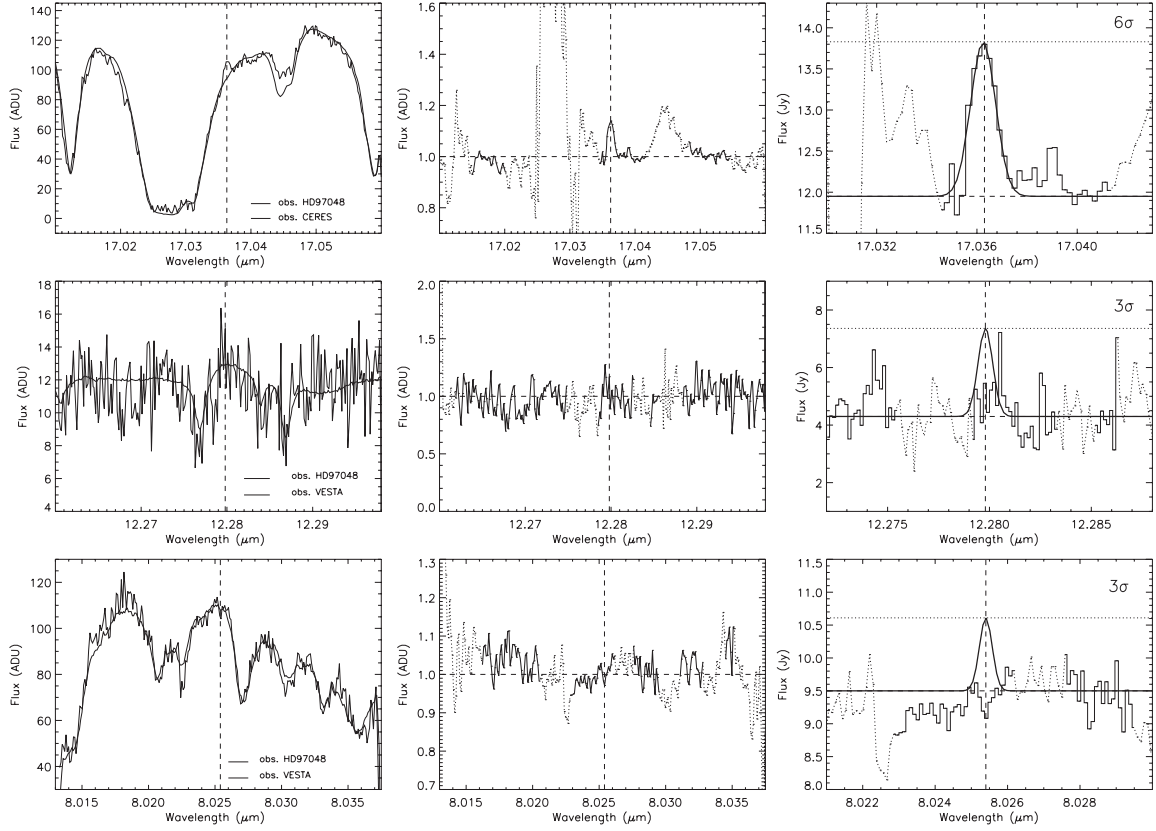 140
120
100
80
60
40
20
0
Flux (ADU)
obs. HD97048
obs. CERES
17.02 17.03 17.04 17.05
Wavelength (μm)
1.6
1.4
1.2
1.0
0.8
Flux (ADU)
17.02 17.03 17.04 17.05
Wavelength (μm)
14.0
13.5
13.0
12.5
12.0
11.5
Flux (Jy)
6σ
17.032 17.036 17.040
Wavelength (μm)
18
16
14
12
10
8
6
4
Flux (ADU)
obs. HD97048
obs. VESTA
12.27 12.28 12.29
Wavelength (μm)
2.0
1.5
1.0
0.5
0.0
Flux (ADU)
12.27 12.28 12.29
Wavelength (μm)
8
6
4
2
Flux (Jy)
3σ
12.275 12.280 12.285
Wavelength (μm)
120
100
80
60
40
Flux (ADU)
obs. HD97048
obs. VESTA
8.015 8.020 8.025 8.030 8.035
Wavelength (μm)
1.3
1.2
1.1
1.0
0.9
0.8
0.7
Flux (ADU)
8.015 8.020 8.025 8.030 8.035
Wavelength (μm)
11.5
11.0
10.5
10.0
9.5
9.0
8.5
8.0
Flux (Jy)
3σ
8.022 8.024 8.026 8.028
Wavelength (μm)